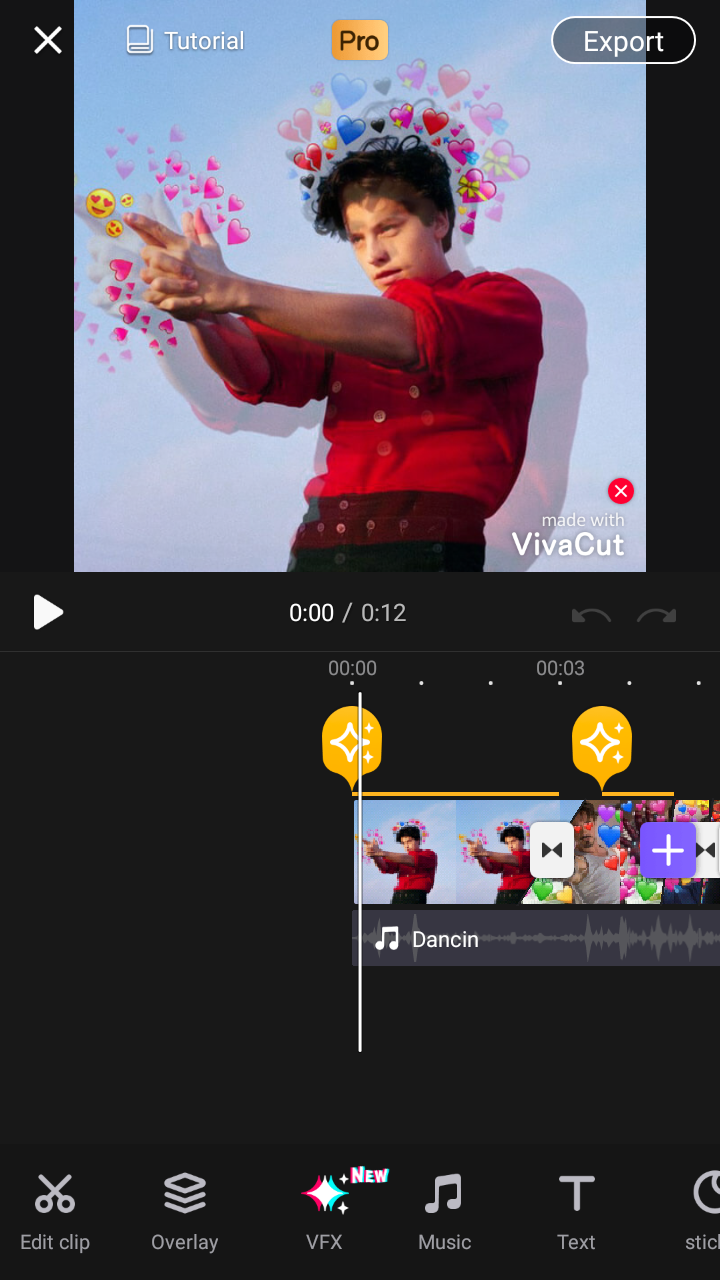 Tutorial
Pro
Export
made with
VivaCut
0:00 / 0:12
00:00
00:03
Dancin
NEW
Edit clip
Overlay
VFX
Music
Text
stic